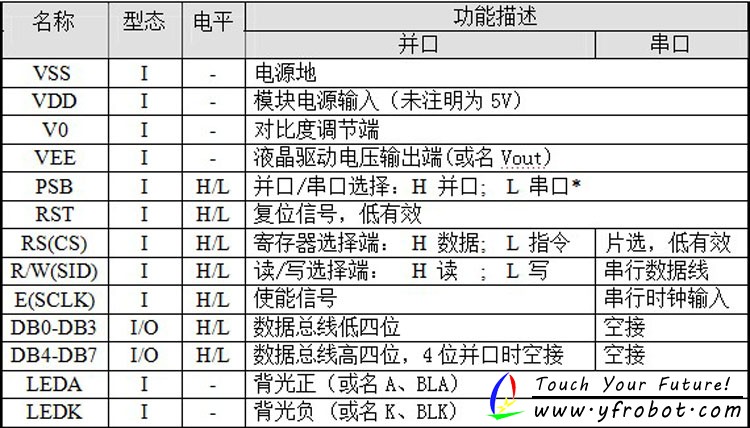 名称 型态 电平 功能描述
并口 串口
VSS I - 电源地
VDD I - 模块电源输入（未注明为 5V）
V0 I - 对比度调节端
VEE I - 液晶驱动电压输出端(或名 Vout)
PSB I H/L 并口/串口选择：H 并口； L 串口*
RST I H/L 复位信号，低有效
RS(CS) I H/L 寄存器选择端： H 数据； L 指令 片选，低有效
R/W(SID) I H/L 读/写选择端： H 读 ； L 写 串行数据线
E(SCLK) I H/L 使能信号 串行时钟输入
DB0-DB3 I/O H/L 数据总线低四位 空接
DB4-DB7 I/O H/L 数据总线高四位，4 位并口时空接 空接
LEDA I - 背光正（或名 A、BLA）
LEDK I - 背光负（或名 K、BLK）
Touch Your Future!
www.yfrobot.com